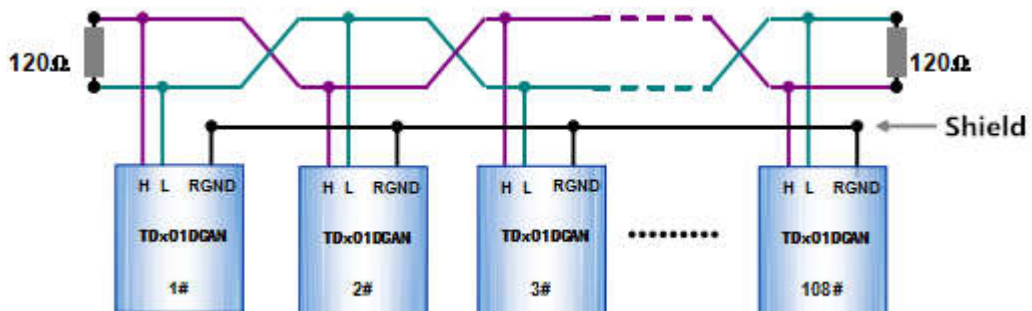 120Ω
120Ω
Shield
H L RGND
H L RGND
H L RGND
H L RGND
TDx01DCAN
TDx01DCAN
TDx01DCAN
TDx01DCAN
1#
2#
3#
108#